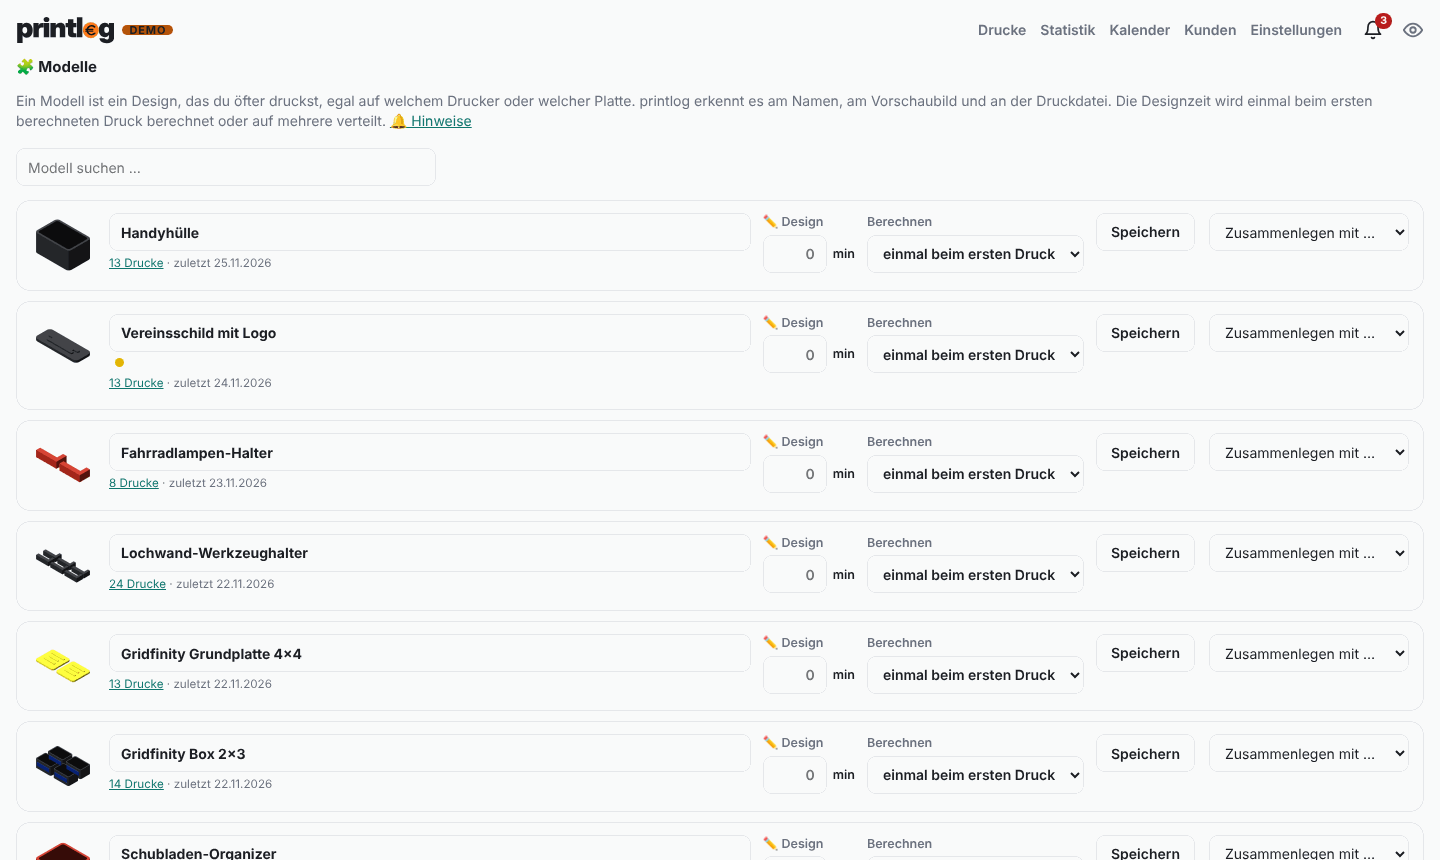 printl€g DEMO
Drucke Statistik Kalender Kunden Einstellungen 3
🧩 Modelle
Ein Modell ist ein Design, das du öfter druckst, egal auf welchem Drucker oder welcher Platte. printlog erkennt es am Namen, am Vorschaubild und an der Druckdatei. Die Designzeit wird einmal beim ersten
berechneten Druck berechnet oder auf mehrere verteilt. 🔔 Hinweise
Modell suchen ...
✏️ Design Berechnen
Handyhülle 0 min einmal beim ersten Druck Speichern Zusammenlegen mit ...
13 Drucke · zuletzt 25.11.2026
✏️ Design Berechnen
Vereinsschild mit Logo 0 min einmal beim ersten Druck Speichern Zusammenlegen mit ...
13 Drucke · zuletzt 24.11.2026
✏️ Design Berechnen
Fahrradlampen-Halter 0 min einmal beim ersten Druck Speichern Zusammenlegen mit ...
8 Drucke · zuletzt 23.11.2026
✏️ Design Berechnen
Lochwand-Werkzeughalter 0 min einmal beim ersten Druck Speichern Zusammenlegen mit ...
24 Drucke · zuletzt 22.11.2026
✏️ Design Berechnen
Gridfinity Grundplatte 4×4 0 min einmal beim ersten Druck Speichern Zusammenlegen mit ...
13 Drucke · zuletzt 22.11.2026
✏️ Design Berechnen
Gridfinity Box 2×3 0 min einmal beim ersten Druck Speichern Zusammenlegen mit ...
14 Drucke · zuletzt 22.11.2026
✏️ Design Berechnen
Schubladen-Organizer Speichern Zusammenlegen mit ...